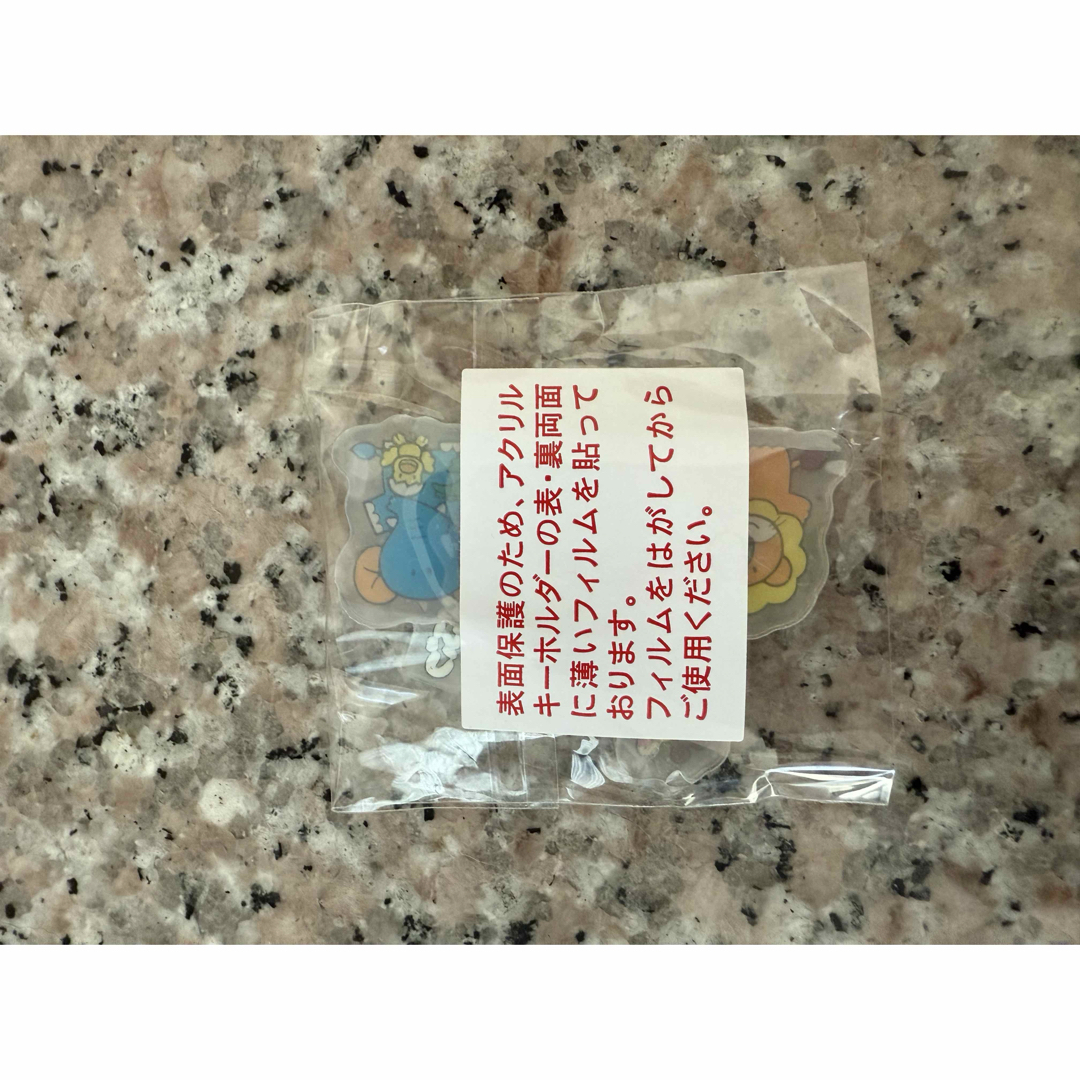 表面保護のため、アクリル
キーホルダーの表・裏両面
に薄いフィルムを貼って
おります。
フィルムをはがしてから
ご使用ください。